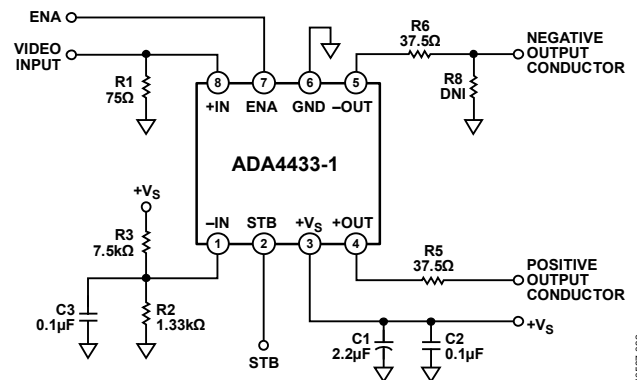 ENA
VIDEO
INPUT
R1
75Ω
8
7
6
5
+IN
ENA
GND
–OUT
R6
37.5Ω
R8
DNI
NEGATIVE
OUTPUT
CONDUCTOR
ADA4433-1
+VS
R3
7.5kΩ
–IN
STB
+VS
+OUT
1
2
3
4
R5
37.5Ω
POSITIVE
OUTPUT
CONDUCTOR
C3
0.1µF
R2
1.33kΩ
STB
C1
2.2µF
C2
0.1µF
+VS